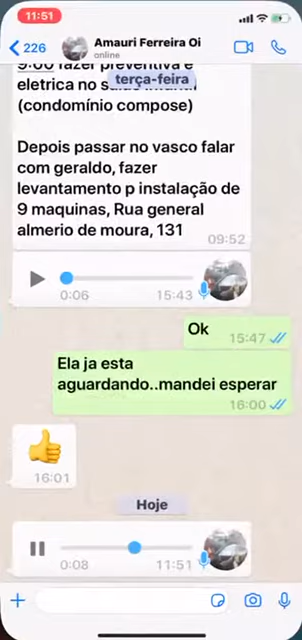 11:51
226
Amauri Ferreira Oi
online
9:00 fazer preventiva e
terça-feira
eletrica no
(condomínio compose)
Depois passar no vasco falar
com geraldo, fazer
levantamento p instalação de
9 maquinas, Rua general
almerio de moura, 131
09:52
0:06
15:43
Ok
15:47
Ela ja esta
aguardando..mandei esperar
16:00
16:01
Hoje
0:08
11:51